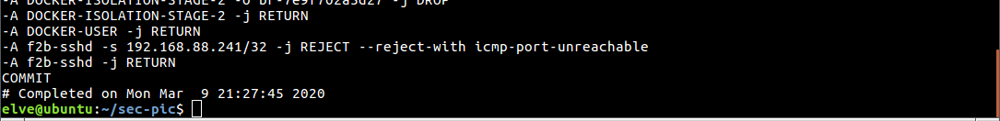 -A DOCKER-ISOLATION-STAGE-2 -o br-7e9f702a3d27 -j DROP
-A DOCKER-ISOLATION-STAGE-2 -j RETURN
-A DOCKER-USER -j RETURN
-A f2b-sshd -s 192.168.88.241/32 -j REJECT --reject-with icmp-port-unreachable
-A f2b-sshd -j RETURN
COMMIT
# Completed on Mon Mar  9 21:27:45 2020
elve@ubuntu:~/sec-pic$